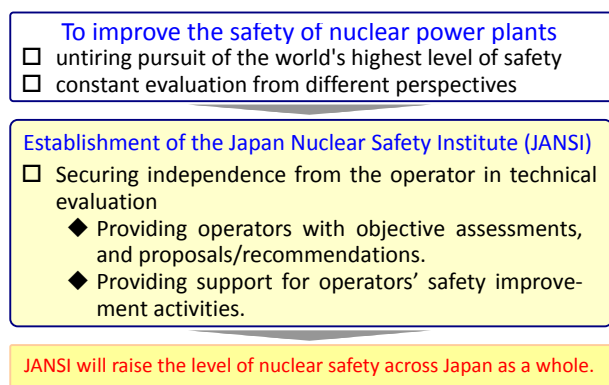 To improve the safety of nuclear power plants
□ untiring pursuit of the world's highest level of safety
□ constant evaluation from different perspectives
Establishment of the Japan Nuclear Safety Institute (JANSI)
□ Securing independence from the operator in technical
evaluation
◆ Providing operators with objective assessments,
and proposals/recommendations.
◆ Providing support for operators' safety improve-
ment activities.
JANSI will raise the level of nuclear safety across Japan as a whole.